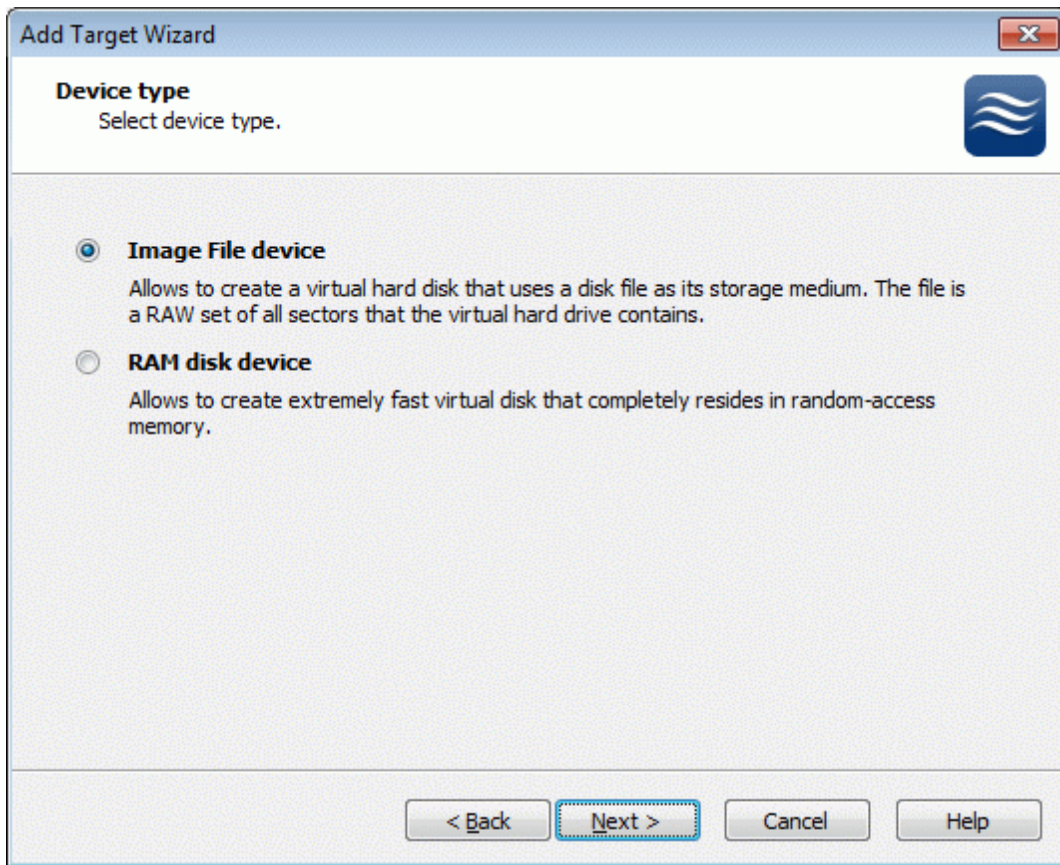 Add Target Wizard
Device type
Select device type.
Image File device
Allows to create a virtual hard disk that uses a disk file as its storage medium. The file is
a RAW set of all sectors that the virtual hard drive contains.
RAM disk device
Allows to create extremely fast virtual disk that completely resides in random-access
memory.
< Back
Next >
Cancel
Help